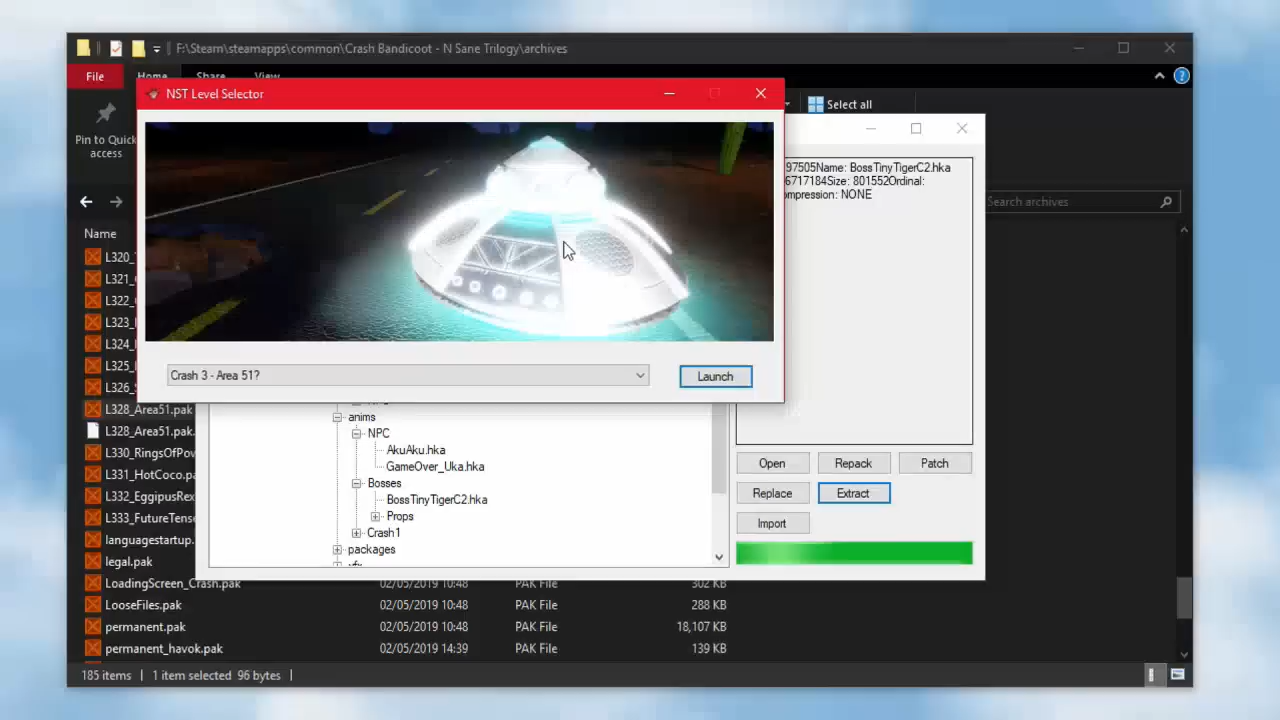 F:\Steam\steamapps\common\Crash Bandicoot - N Sane Trilogy\archives
File
Home
Share
View
NST Level Selector
Pin to Quick
access
Select all
Search archives
97505Name: BossTinyTigerC2.hka
6717184Size: 801552Ordinal:
ompression: NONE
Name
L320_
L321_
L322_
L323_
L324_
L325_
L326_
L328_Area51.pak
L328_Area51.pak.
L330_RingsOfPow
L331_HotCoco.pa
L332_EggipusRex
L333_FutureTense
languagestartup.
legal.pak
LoadingScreen_Crash.pak 02/05/2019 10:48 PAK File 302 KB
LooseFiles.pak 02/05/2019 10:48 PAK File 288 KB
permanent.pak 02/05/2019 10:48 PAK File 18,107 KB
permanent_havok.pak 02/05/2019 14:39 PAK File 139 KB
Crash 3 - Area 51?
Launch
anims
NPC
AkuAku.hka
GameOver_Uka.hka
Bosses
BossTinyTigerC2.hka
Props
Crash1
packages
Open
Repack
Patch
Replace
Extract
Import
185 items
1 item selected 96 bytes